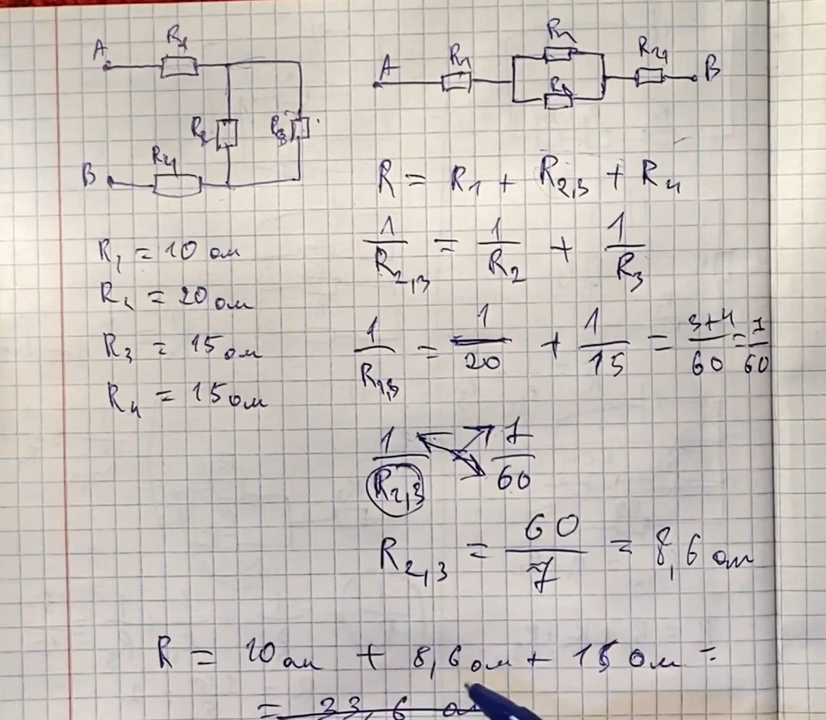 A R1
R2 R3
B R4
A R1 R2 R3 R4 B
R = R1 + R2,3 + R4
1/R2,3 = 1/R2 + 1/R3
R1 = 10 ом
R2 = 20 ом
R3 = 15 ом
R4 = 15 ом
1/R2,3 = 1/20 + 1/15 = 3+4/60 = 7/60
1/R2,3 7/60
R2,3 = 60/7 = 8,6 ом
R = 10 ом + 8,6 ом + 15 ом =
= 33,6 ом